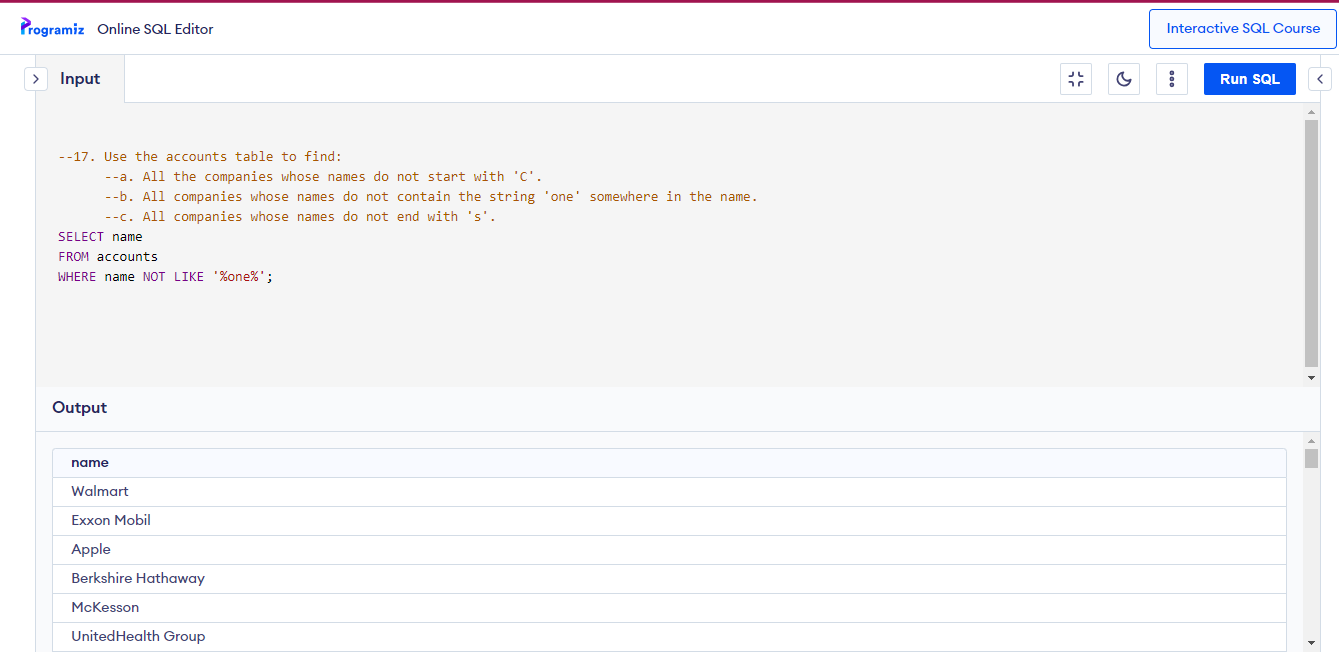 Programiz Online SQL Editor
Interactive SQL Course
Input
Run SQL
--17. Use the accounts table to find:
--a. All the companies whose names do not start with 'C'.
--b. All companies whose names do not contain the string 'one' somewhere in the name.
--c. All companies whose names do not end with 's'.
SELECT name
FROM accounts
WHERE name NOT LIKE '%one%';
Output
name
Walmart
Exxon Mobil
Apple
Berkshire Hathaway
McKesson
UnitedHealth Group